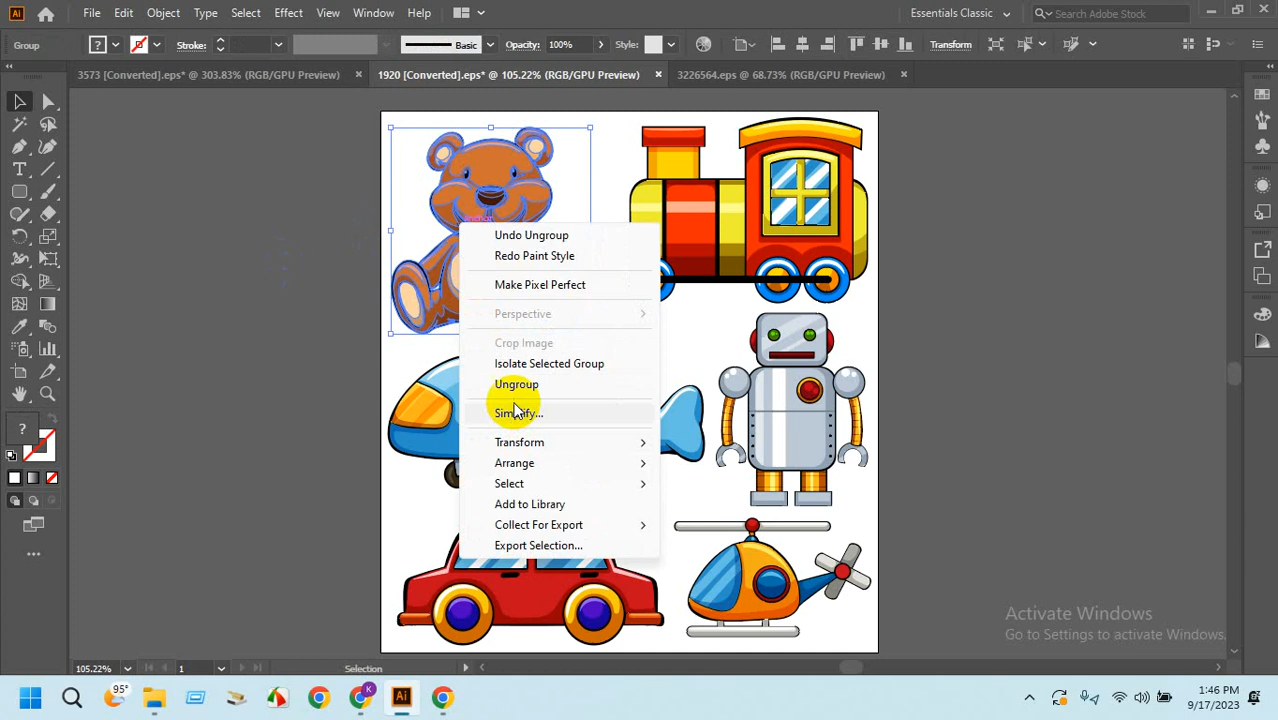 File Edit Object Type Select Effect View Window Help Essentials Classic Search Adobe Stock
Group ? Stroke: Basic Opacity: 100% Style: Transform
3573 [Converted].eps* @ 303.83% (RGB/GPU Preview) 1920 [Converted].eps* @ 105.22% (RGB/GPU Preview) 3226564.eps @ 68.73% (RGB/GPU Preview)
anchor
Undo Ungroup
Redo Paint Style
Make Pixel Perfect
Perspective
Crop Image
Isolate Selected Group
Ungroup
Simplify...
Transform
Arrange
Select
Add to Library
Collect For Export
Export Selection...
?
Activate Windows
Go to Settings to activate Windows.
105.22% 1 Selection
95°
K
Ai
1:46 PM
9/17/2023